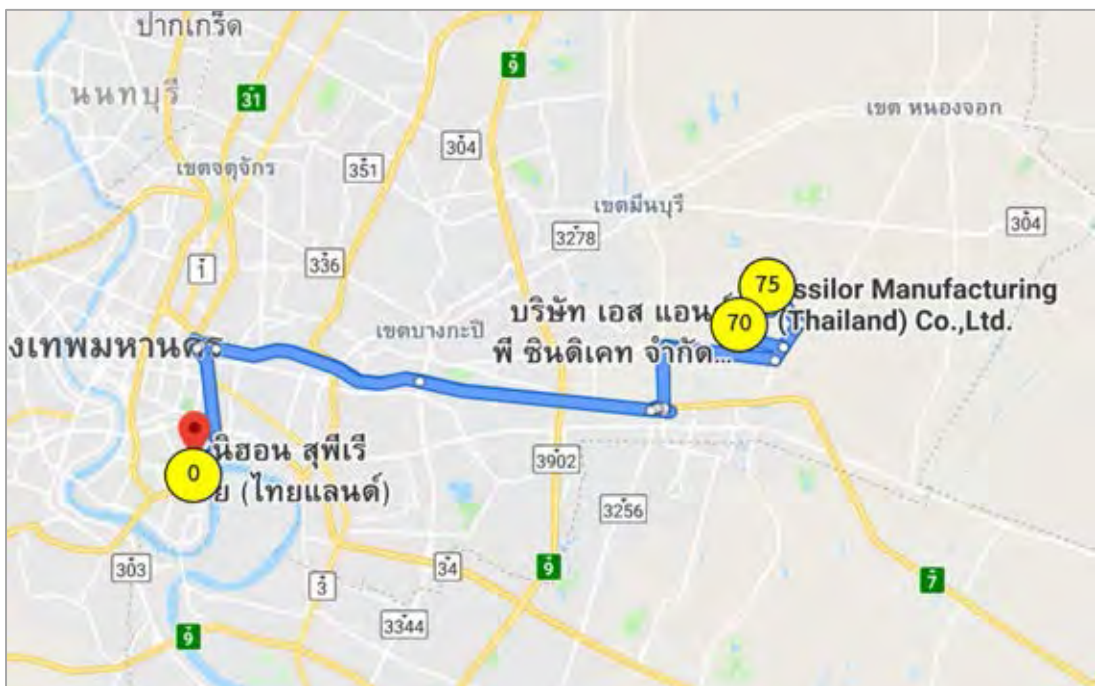 ปากเกร็ด
นนทบุรี
9
31
เขต หนองจอก
304
351
เขตจตุจักร
เขตมีนบุรี
304
3278
336
1
75
ssilor Manufacturing
(Thailand) Co.,Ltd.
บริษัท เอส แอน
70
พี ซินดิเคท จำกัด...
เขตบางกะปิ
งเทพมหานคร
นิฮอน สุพีเรี
ย (ไทยแลนด์)
0
3902
3256
303
34
9
3
7
3344
9